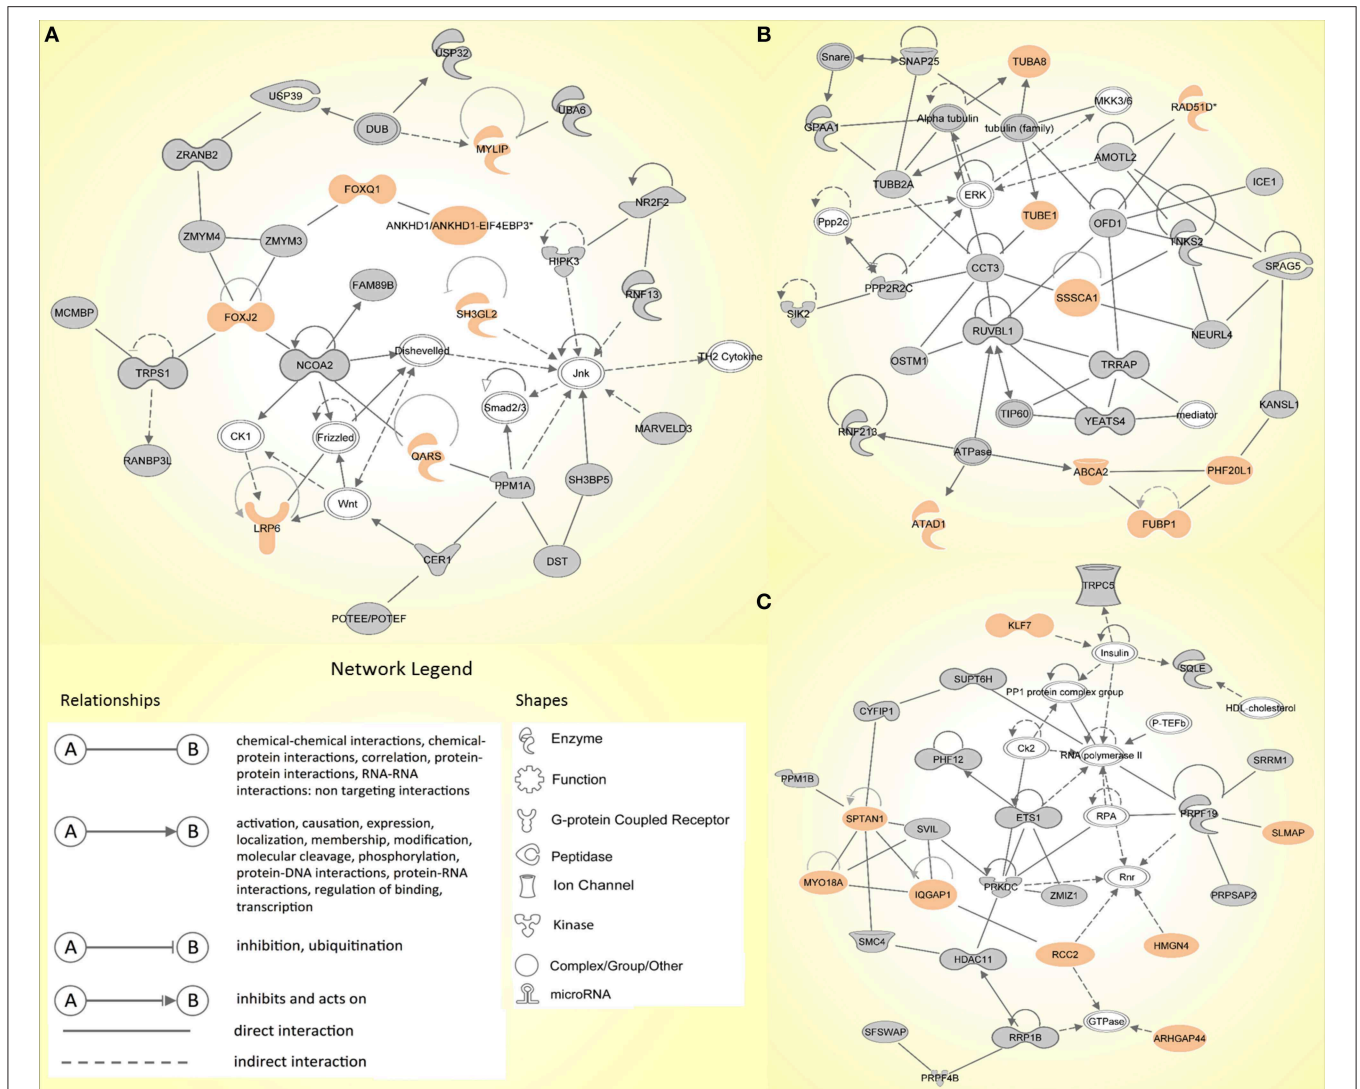 A
USP32
USP39
UBA6
DUB
MYLIP
ZRANB2
FOXQ1
NR2F2
ANKHD1/ANKHD1-EIF4EBP3*
ZMYM4
ZMYM3
HIPK3
FAM89B
RNF13
MCMBP
FOXJ2
SH3GL2
Dishevelled
TH2 Cytokine
TRPS1
NCOA2
Jnk
Smad2/3
MARVELD3
CK1
Frizzled
RANBP3L
QARS
PPM1A
SH3BP5
Wnt
LRP6
CER1
DST
POTEE/POTEF
B
Snare
SNAP25
TUBA8
MKK3/6
RAD51D*
GPAA1
Alpha tubulin
tubulin (family)
AMOTL2
TUBB2A
ERK
ICE1
Ppp2c
TUBE1
OFD1
TNKS2
CCT3
SPAG5
PPP2R2C
SSSCA1
SIK2
RUVBL1
NEURL4
OSTM1
TRRAP
KANSL1
TIP60
YEATS4
mediator
RNF213
ATPase
ABCA2
PHF20L1
ATAD1
FUBP1
C
TRPC5
KLF7
Insulin
SQLE
SUPT6H
PP1 protein complex group
HDL-cholesterol
CYFIP1
P-TEFb
Ck2
RNA polymerase II
PHF12
SRRM1
PPM1B
SPTAN1
SVIL
ETS1
RPA
PRPF19
SLMAP
MYO18A
IQGAP1
PRKDC
ZMIZ1
Rnr
PRPSAP2
SMC4
HDAC11
RCC2
HMGN4
GTPase
SFSWAP
RRP1B
ARHGAP44
PRPF4B
Network Legend
Relationships
A B
chemical-chemical interactions, chemical-
protein interactions, correlation, protein-
protein interactions, RNA-RNA
interactions: non targeting interactions
A B
activation, causation, expression,
localization, membership, modification,
molecular cleavage, phosphorylation,
protein-DNA interactions, protein-RNA
interactions, regulation of binding,
transcription
A B
inhibition, ubiquitination
A B
inhibits and acts on
direct interaction
indirect interaction
Shapes
Enzyme
Function
G-protein Coupled Receptor
Peptidase
Ion Channel
Kinase
Complex/Group/Other
microRNA